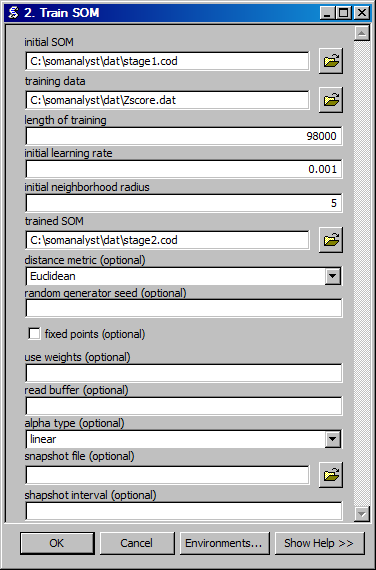 2. Train SOM
initial SOM
C:\somanalyst\dat\stage1.cod
training data
C:\somanalyst\dat\Zscore.dat
length of training
98000
initial learning rate
0.001
initial neighborhood radius
5
trained SOM
C:\somanalyst\dat\stage2.cod
distance metric (optional)
Euclidean
random generator seed (optional)
fixed points (optional)
use weights (optional)
read buffer (optional)
alpha type (optional)
linear
snapshot file (optional)
shapshot interval (optional)
OK Cancel Environments... Show Help >>